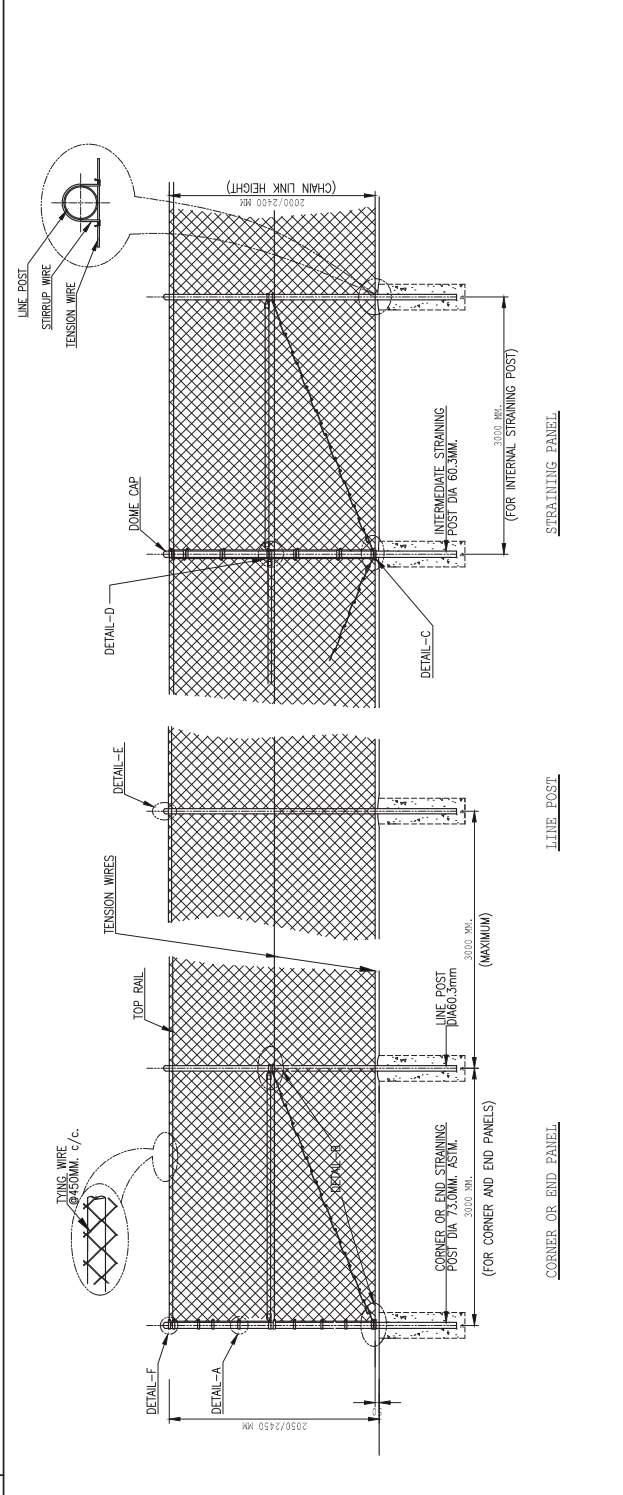 LINE POST
STIRRUP WIRE
TENSION WIRE
2000/2400 MM
(CHAIN LINK HEIGHT)
TYING WIRE
@450MM. c/c.
TOP RAIL
TENSION WIRES
DETAIL-E
DETAIL-D
DOME CAP
DETAIL-F
DETAIL-A
2050/2450 MM
50
DETAIL-B
DETAIL-C
CORNER OR END STRAINING
POST DIA 73.0MM. ASTM.
3000 MM.
(FOR CORNER AND END PANELS)
LINE POST
DIA60.3mm
3000 MM.
(MAXIMUM)
INTERMEDIATE STRAINING
POST DIA 60.3MM.
3000 MM.
(FOR INTERNAL STRAINING POST)
CORNER OR END PANEL
LINE POST
STRAINING PANEL